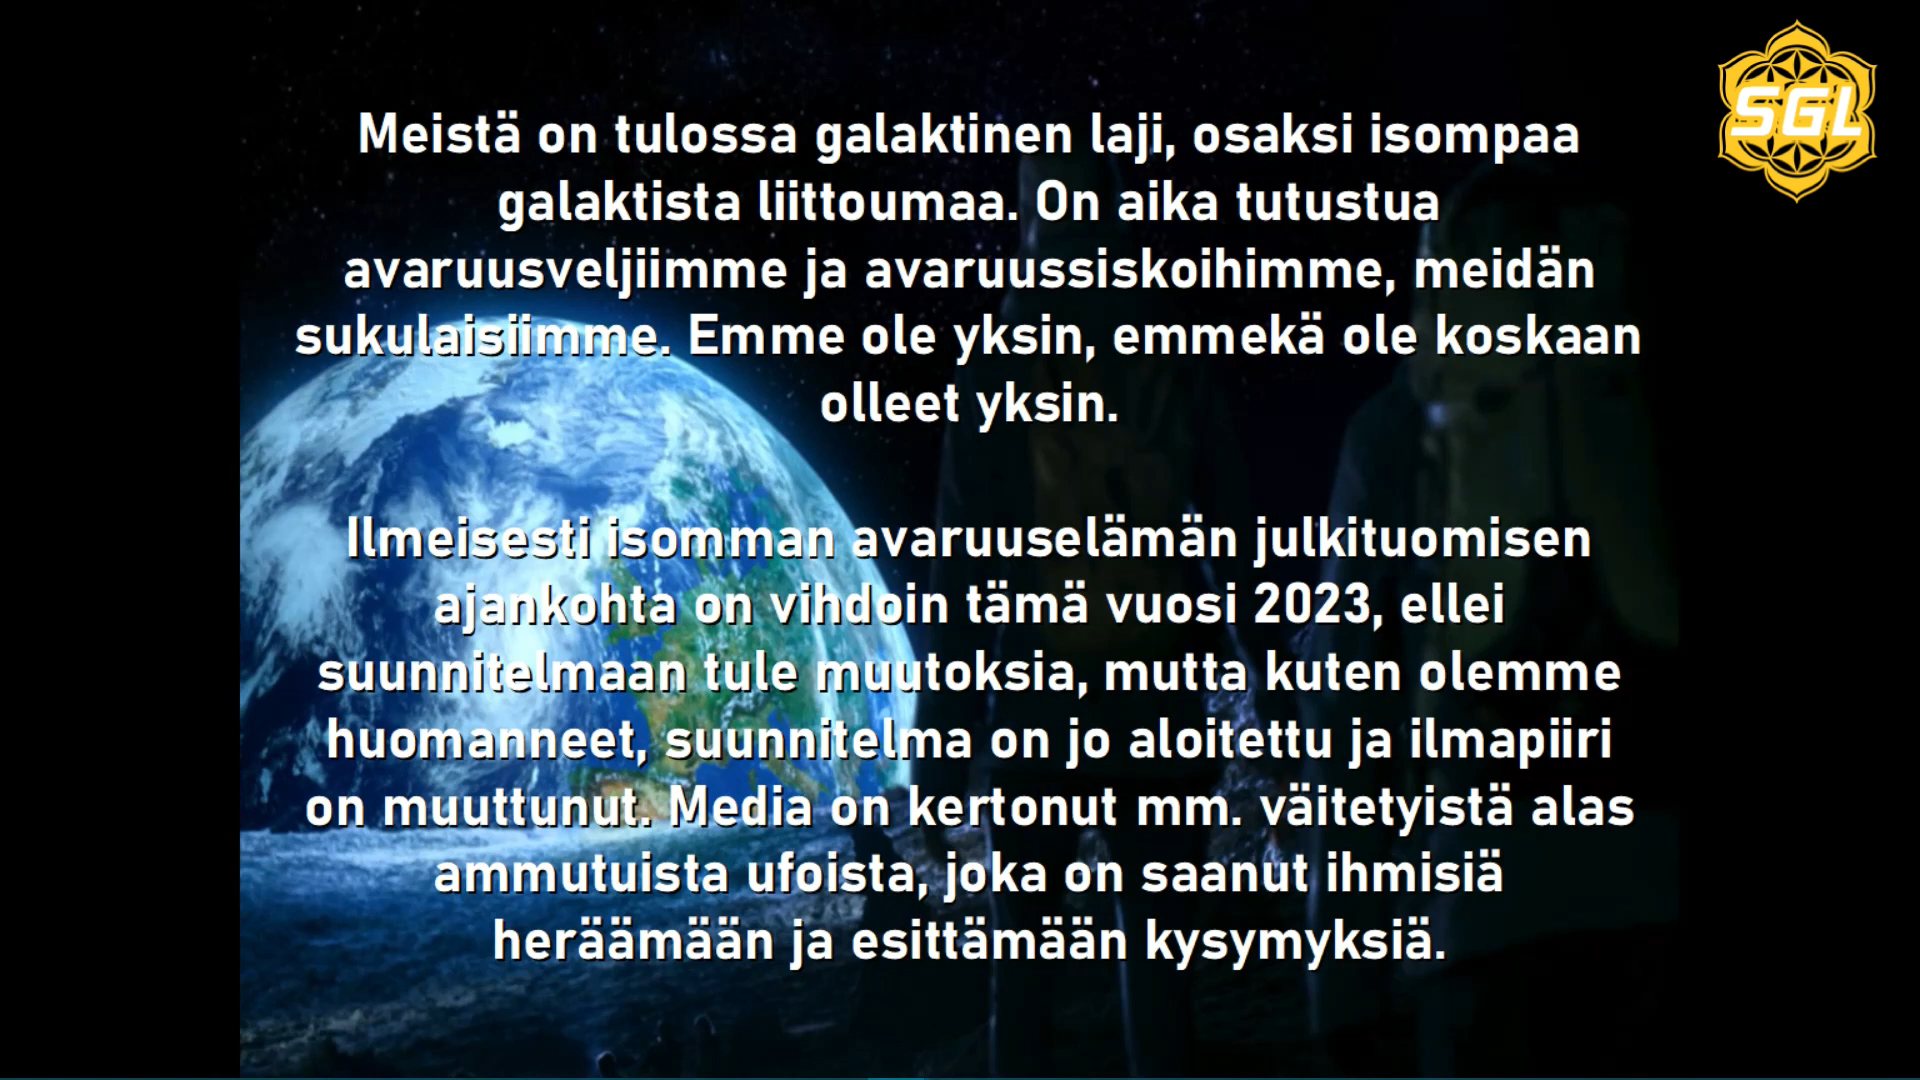 SGL
Meistä on tulossa galaktinen laji, osaksi isompaa
galaktista liittoumaa. On aika tutustua
avaruusveljiimme ja avaruussiskoihimme, meidän
sukulaisiimme. Emme ole yksin, emmekä ole koskaan
olleet yksin.
Ilmeisesti isomman avaruuselämän julkituomisen
ajankohta on vihdoin tämä vuosi 2023, ellei
suunnitelmaan tule muutoksia, mutta kuten olemme
huomanneet, suunnitelma on jo aloitettu ja ilmapiiri
on muuttunut. Media on kertonut mm. väitetyistä alas
ammutuista ufoista, joka on saanut ihmisiä
heräämään ja esittämään kysymyksiä.